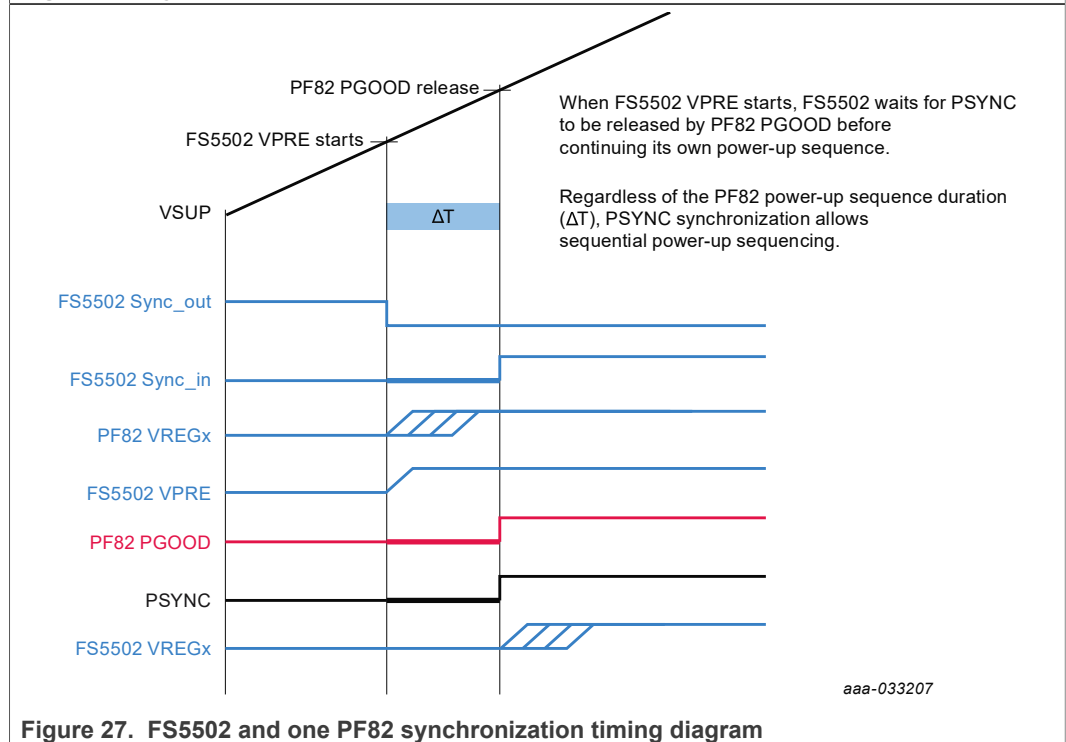 PF82 PGOOD release
FS5502 VPRE starts
VSUP
ΔT
When FS5502 VPRE starts, FS5502 waits for PSYNC
to be released by PF82 PGOOD before
continuing its own power-up sequence.
Regardless of the PF82 power-up sequence duration
(ΔT), PSYNC synchronization allows
sequential power-up sequencing.
FS5502 Sync_out
FS5502 Sync_in
PF82 VREGx
FS5502 VPRE
PF82 PGOOD
PSYNC
FS5502 VREGx
aaa-033207
Figure 27. FS5502 and one PF82 synchronization timing diagram